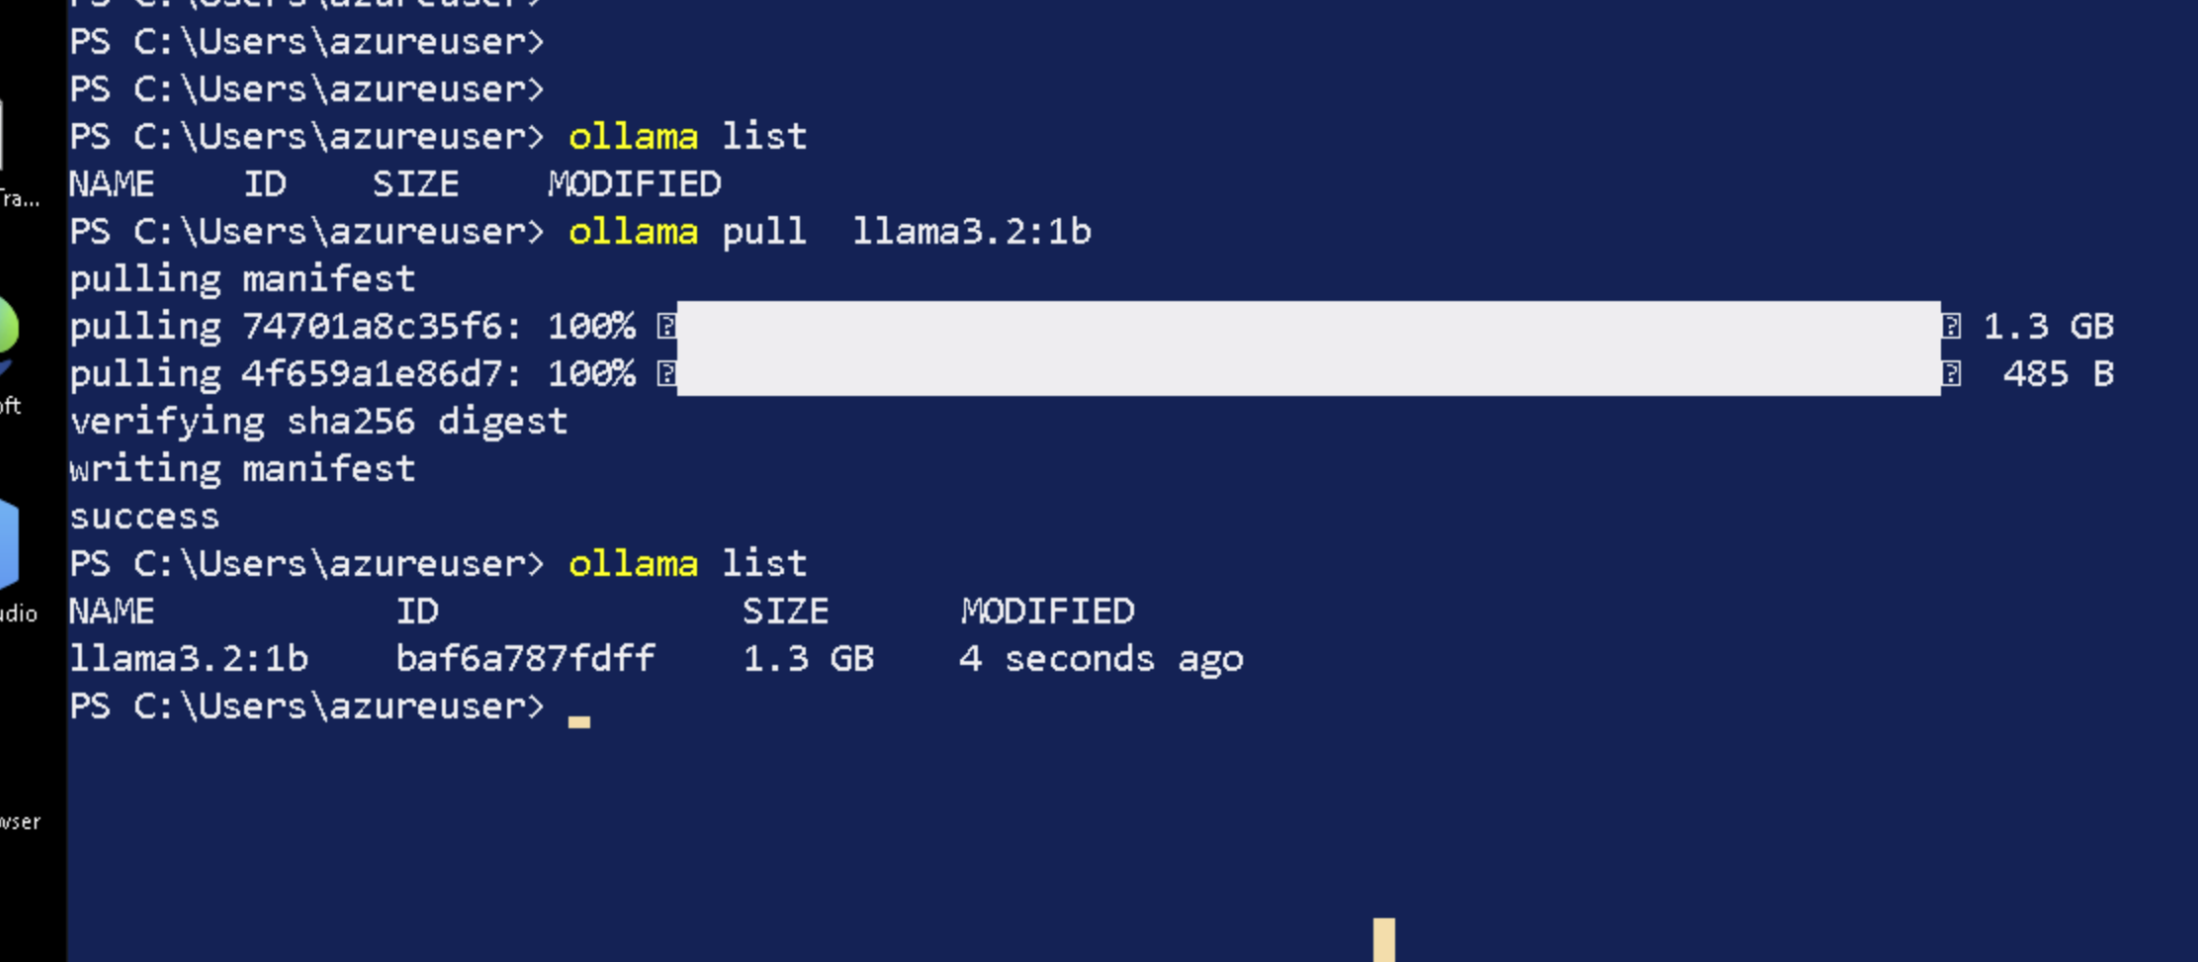 PS C:\Users\azureuser>
PS C:\Users\azureuser>
PS C:\Users\azureuser>
PS C:\Users\azureuser> ollama list
NAME    ID    SIZE    MODIFIED
PS C:\Users\azureuser> ollama pull  llama3.2:1b
pulling manifest
pulling 74701a8c35f6: 100% 1.3 GB
pulling 4f659a1e86d7: 100% 485 B
verifying sha256 digest
writing manifest
success
PS C:\Users\azureuser> ollama list
NAME           ID              SIZE      MODIFIED
llama3.2:1b    baf6a787fdff    1.3 GB    4 seconds ago
PS C:\Users\azureuser>